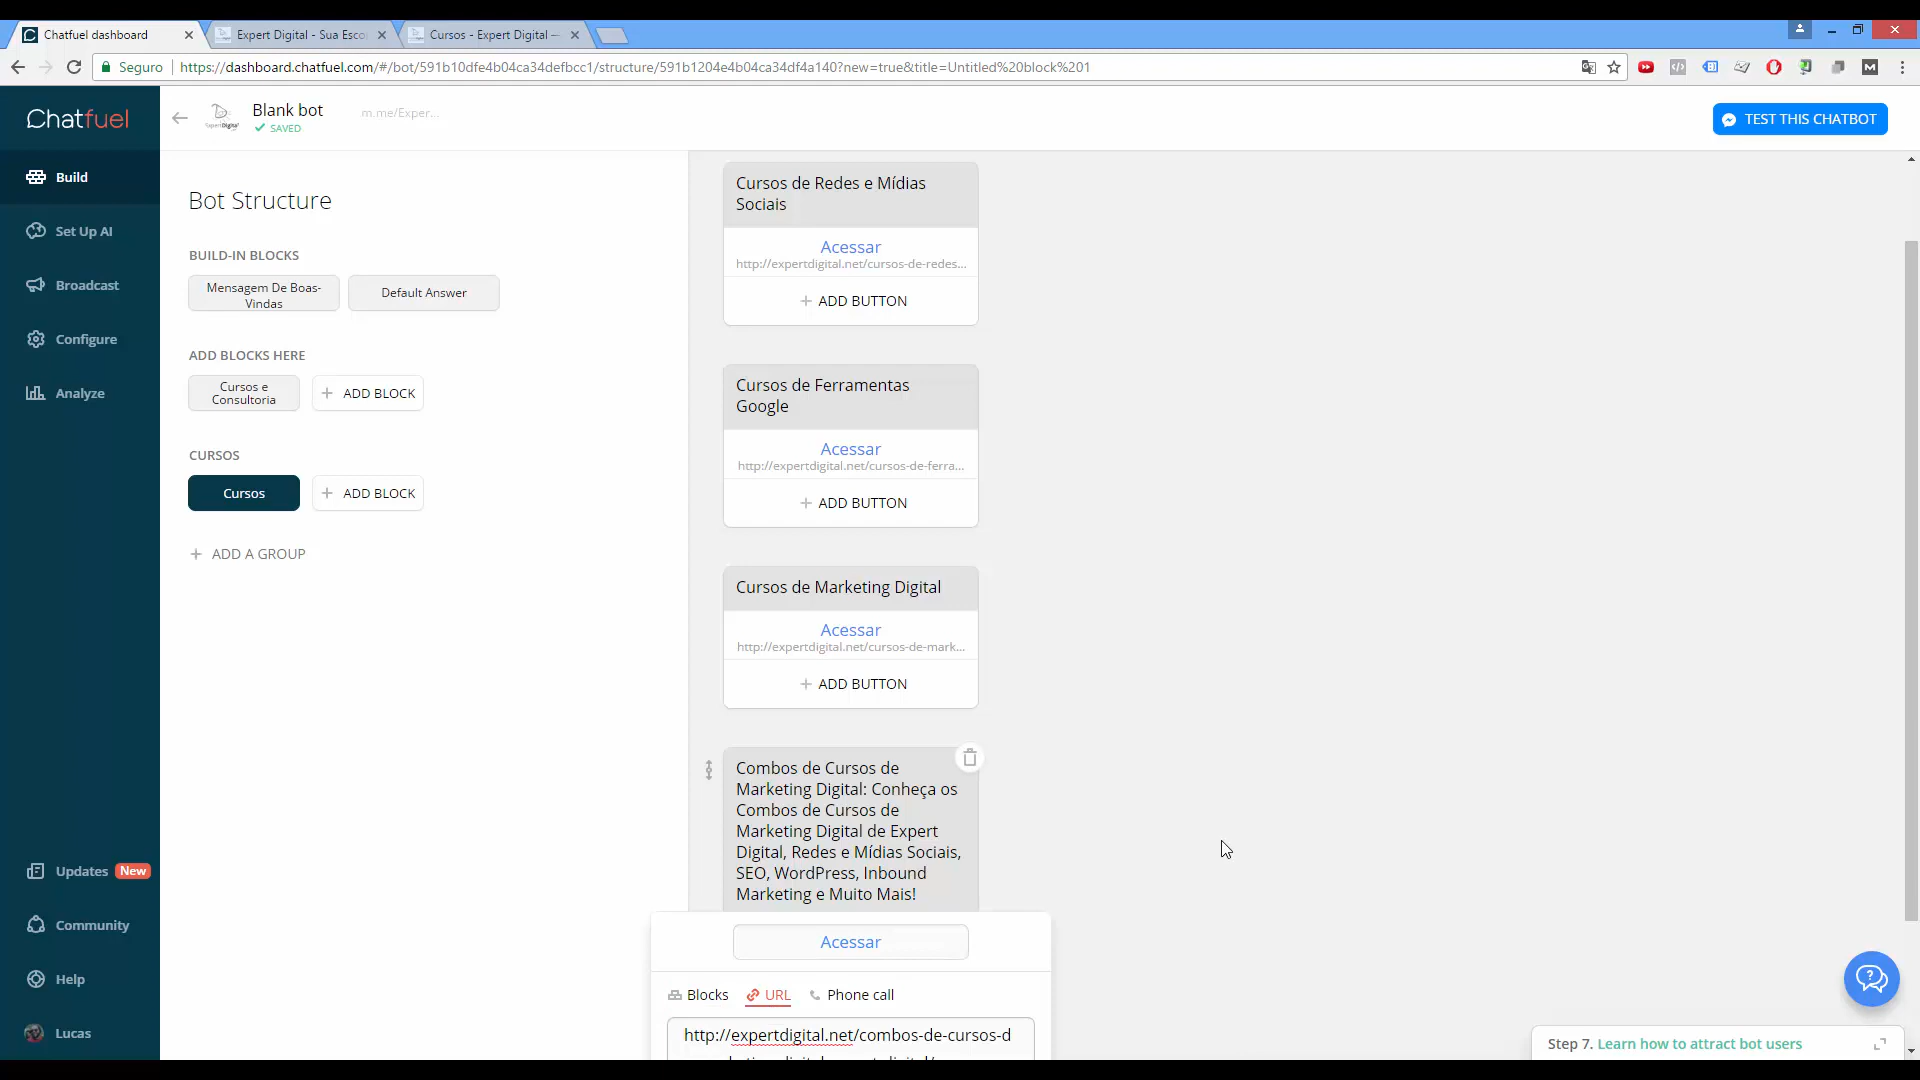 Chatfuel dashboard
Expert Digital - Sua Esco
Cursos - Expert Digital —
Seguro
https://dashboard.chatfuel.com/#/bot/591b10dfe4b04ca34defbcc1/structure/591b1204e4b04ca34df4a140?new=true&title=Untitled%20block%201
Chatfuel
Blank bot
SAVED
m.me/Exper...
TEST THIS CHATBOT
Build
Set Up AI
Broadcast
Configure
Analyze
Updates New
Community
Help
Lucas
Bot Structure
BUILD-IN BLOCKS
Mensagem De Boas-
Vindas
Default Answer
ADD BLOCKS HERE
Cursos e
Consultoria
+ ADD BLOCK
CURSOS
Cursos
+ ADD BLOCK
+ ADD A GROUP
Cursos de Redes e Mídias
Sociais
Acessar
http://expertdigital.net/cursos-de-redes...
+ ADD BUTTON
Cursos de Ferramentas
Google
Acessar
http://expertdigital.net/cursos-de-ferra...
+ ADD BUTTON
Cursos de Marketing Digital
Acessar
http://expertdigital.net/cursos-de-mark...
+ ADD BUTTON
Combos de Cursos de
Marketing Digital: Conheça os
Combos de Cursos de
Marketing Digital de Expert
Digital, Redes e Mídias Sociais,
SEO, WordPress, Inbound
Marketing e Muito Mais!
Acessar
Blocks
URL
Phone call
http://expertdigital.net/combos-de-cursos-d
Step 7. Learn how to attract bot users